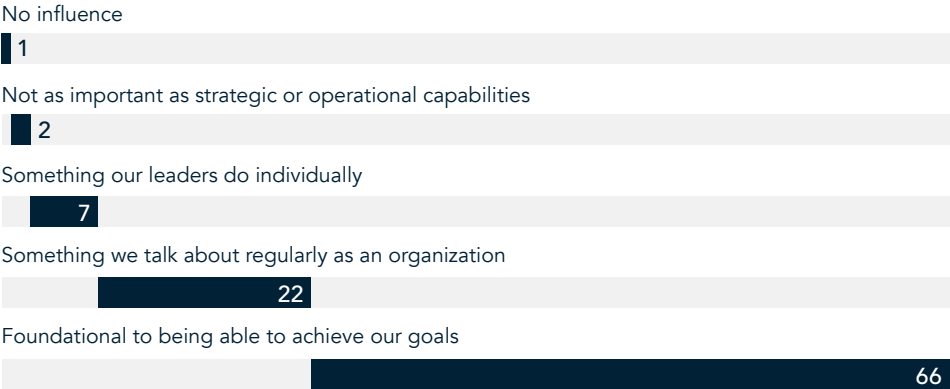 No influence
1
Not as important as strategic or operational capabilities
2
Something our leaders do individually
7
Something we talk about regularly as an organization
22
Foundational to being able to achieve our goals
66